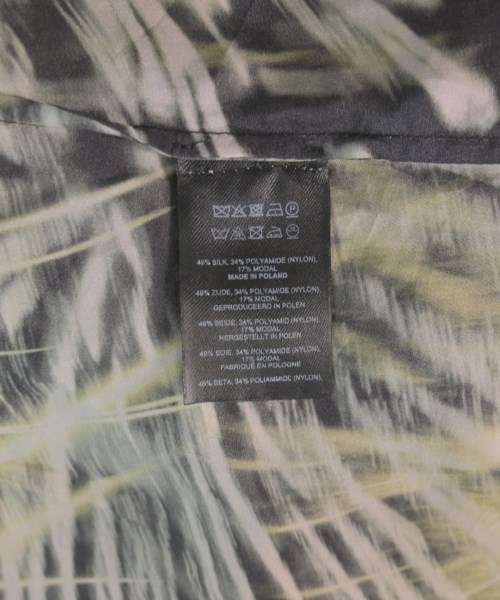 49% SILK, 34% POLYAMIDE (NYLON),
17% MODAL
MADE IN POLAND
49% ZIJDE, 34% POLYAMIDE (NYLON),
17% MODAL
GEPRODUCEERD IN POLEN
49% SEIDE, 34% POLYAMID (NYLON),
17% MODAL
HERGESTELLT IN POLEN
49% SOIE, 34% POLYAMIDE (NYLON),
17% MODAL
FABRIQUE EN POLOGNE
49% SETA, 34% POLIAMMIDE (NYLON),